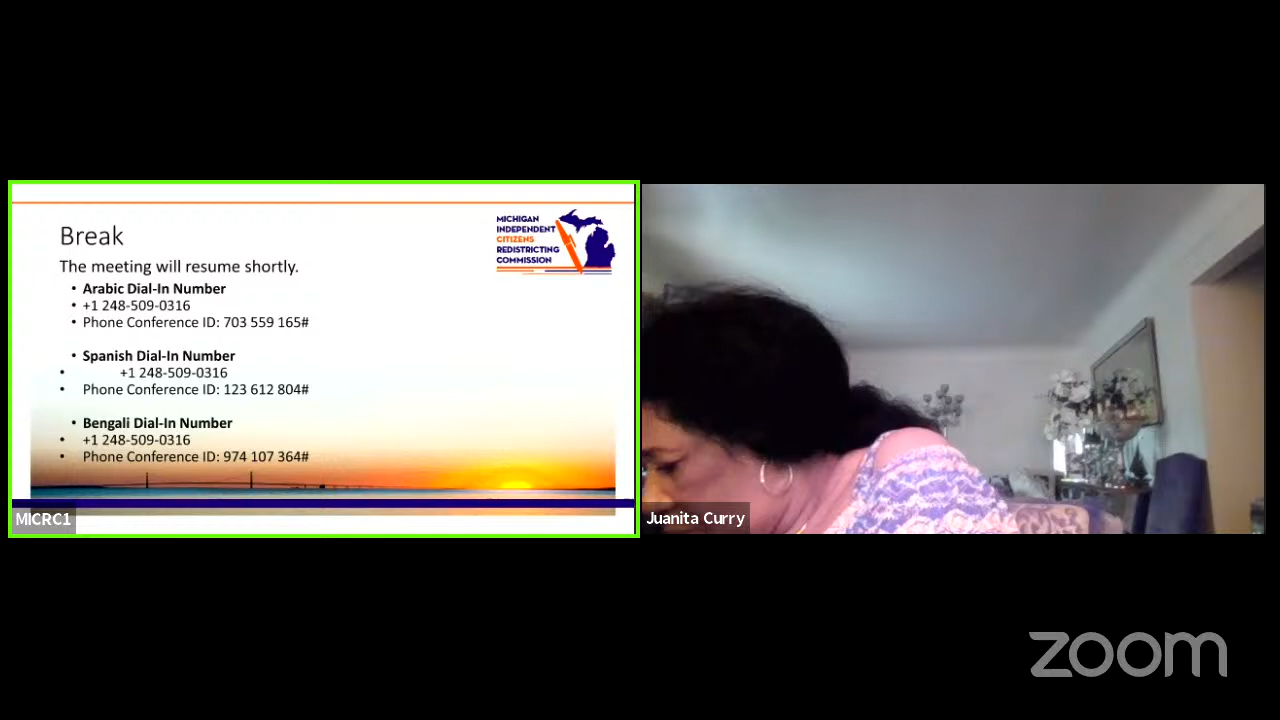 Break
The meeting will resume shortly.
• Arabic Dial-In Number
• +1 248-509-0316
• Phone Conference ID: 703 559 165#
• Spanish Dial-In Number
• +1 248-509-0316
• Phone Conference ID: 123 612 804#
• Bengali Dial-In Number
• +1 248-509-0316
• Phone Conference ID: 974 107 364#
MICHIGAN
INDEPENDENT
CITIZENS
REDISTRICTING
COMMISSION
MICRC1
Juanita Curry
zoom